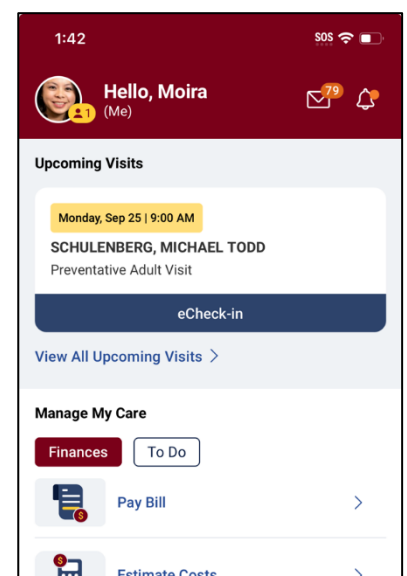 1:42
SOS
Hello, Moira
(Me)
1
79
Upcoming Visits
Monday, Sep 25 | 9:00 AM
SCHULENBERG, MICHAEL TODD
Preventative Adult Visit
eCheck-in
View All Upcoming Visits
Manage My Care
Finances
To Do
$
Pay Bill
$
Estimate Costs